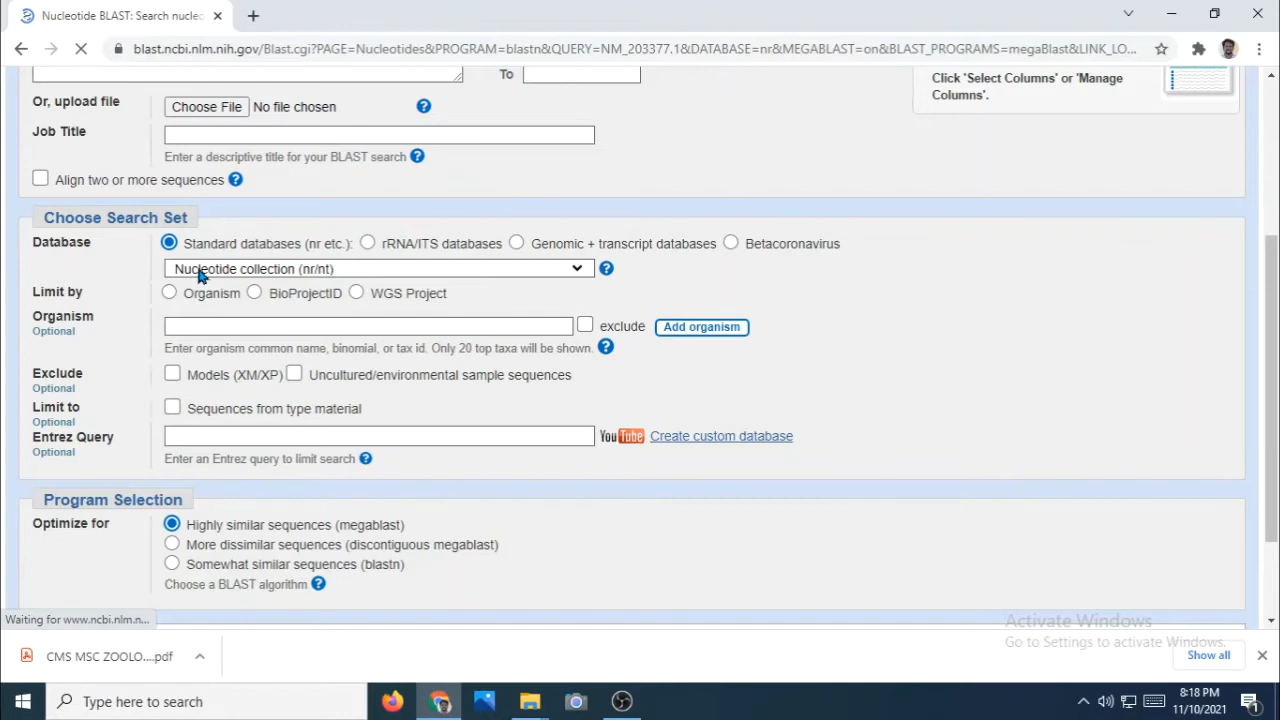 Nucleotide BLAST: Search nucleo
blast.ncbi.nlm.nih.gov/Blast.cgi?PAGE=Nucleotides&PROGRAM=blastn&QUERY=NM_203377.1&DATABASE=nr&MEGABLAST=on&BLAST_PROGRAMS=megaBlast&LINK_LO...
To
Click 'Select Columns' or 'Manage
Columns'.
Or, upload file Choose File No file chosen ?
Job Title
Enter a descriptive title for your BLAST search ?
Align two or more sequences ?
Choose Search Set
Database Standard databases (nr etc.): rRNA/ITS databases Genomic + transcript databases Betacoronavirus
Nucleotide collection (nr/nt) ?
Limit by Organism BioProjectID WGS Project
Organism
Optional
exclude Add organism
Enter organism common name, binomial, or tax id. Only 20 top taxa will be shown. ?
Exclude
Optional
Models (XM/XP) Uncultured/environmental sample sequences
Limit to
Optional
Sequences from type material
Entrez Query
Optional
YouTube Create custom database
Enter an Entrez query to limit search ?
Program Selection
Optimize for
Highly similar sequences (megablast)
More dissimilar sequences (discontiguous megablast)
Somewhat similar sequences (blastn)
Choose a BLAST algorithm ?
Waiting for www.ncbi.nlm.n...
Activate Windows
Go to Settings to activate Windows.
CMS MSC ZOOLO....pdf
Show all
Type here to search
8:18 PM
11/10/2021
1